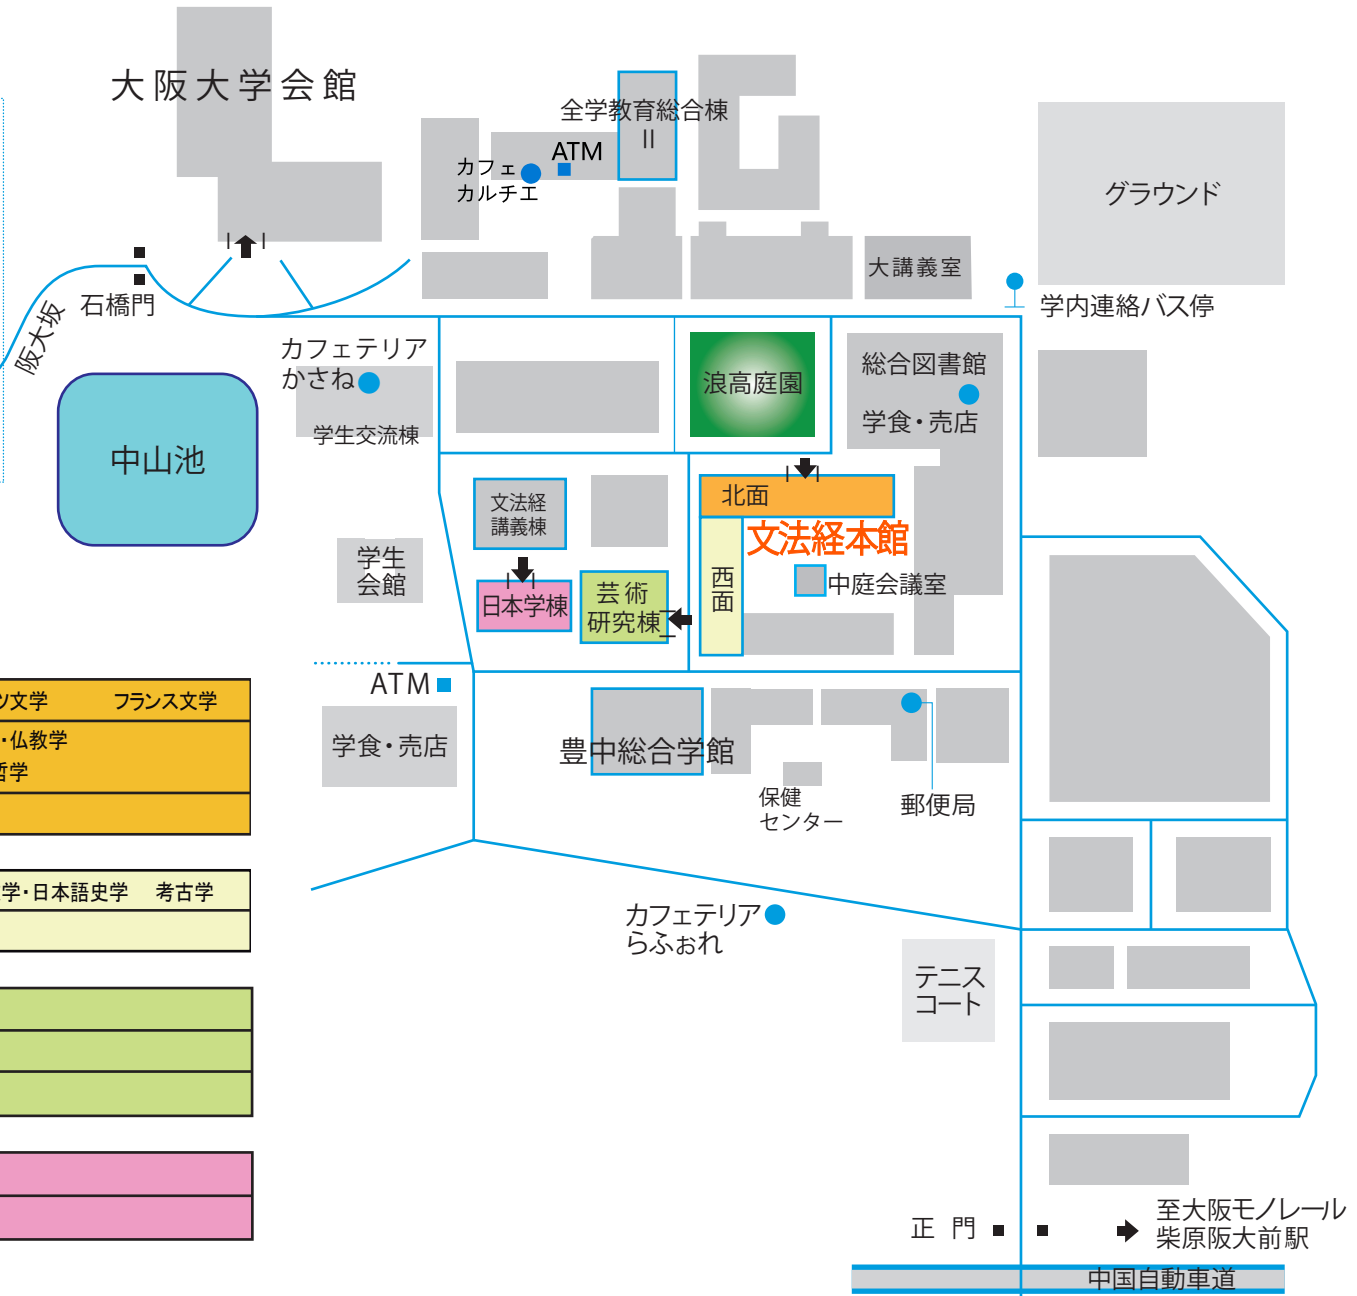 大阪大学会館
全学教育総合棟
II
ATM
カフェ
カルチエ
グラウンド
大講義室
石橋門
阪大坂
学内連絡バス停
カフェテリア
かさね
学生交流棟
浪高庭園
総合図書館
学食・売店
中山池
北面
文法経
講義棟
文法経本館
学生
会館
西面
中庭会議室
日本学棟
芸術
研究棟
ATM
フランス文学
文学
・仏教学
学
学食・売店
豊中総合学館
保健
センター
郵便局
学・日本語史学
考古学
カフェテリア
らふぉれ
テニス
コート
正門
至大阪モノレール
柴原阪大前駅
中国自動車道